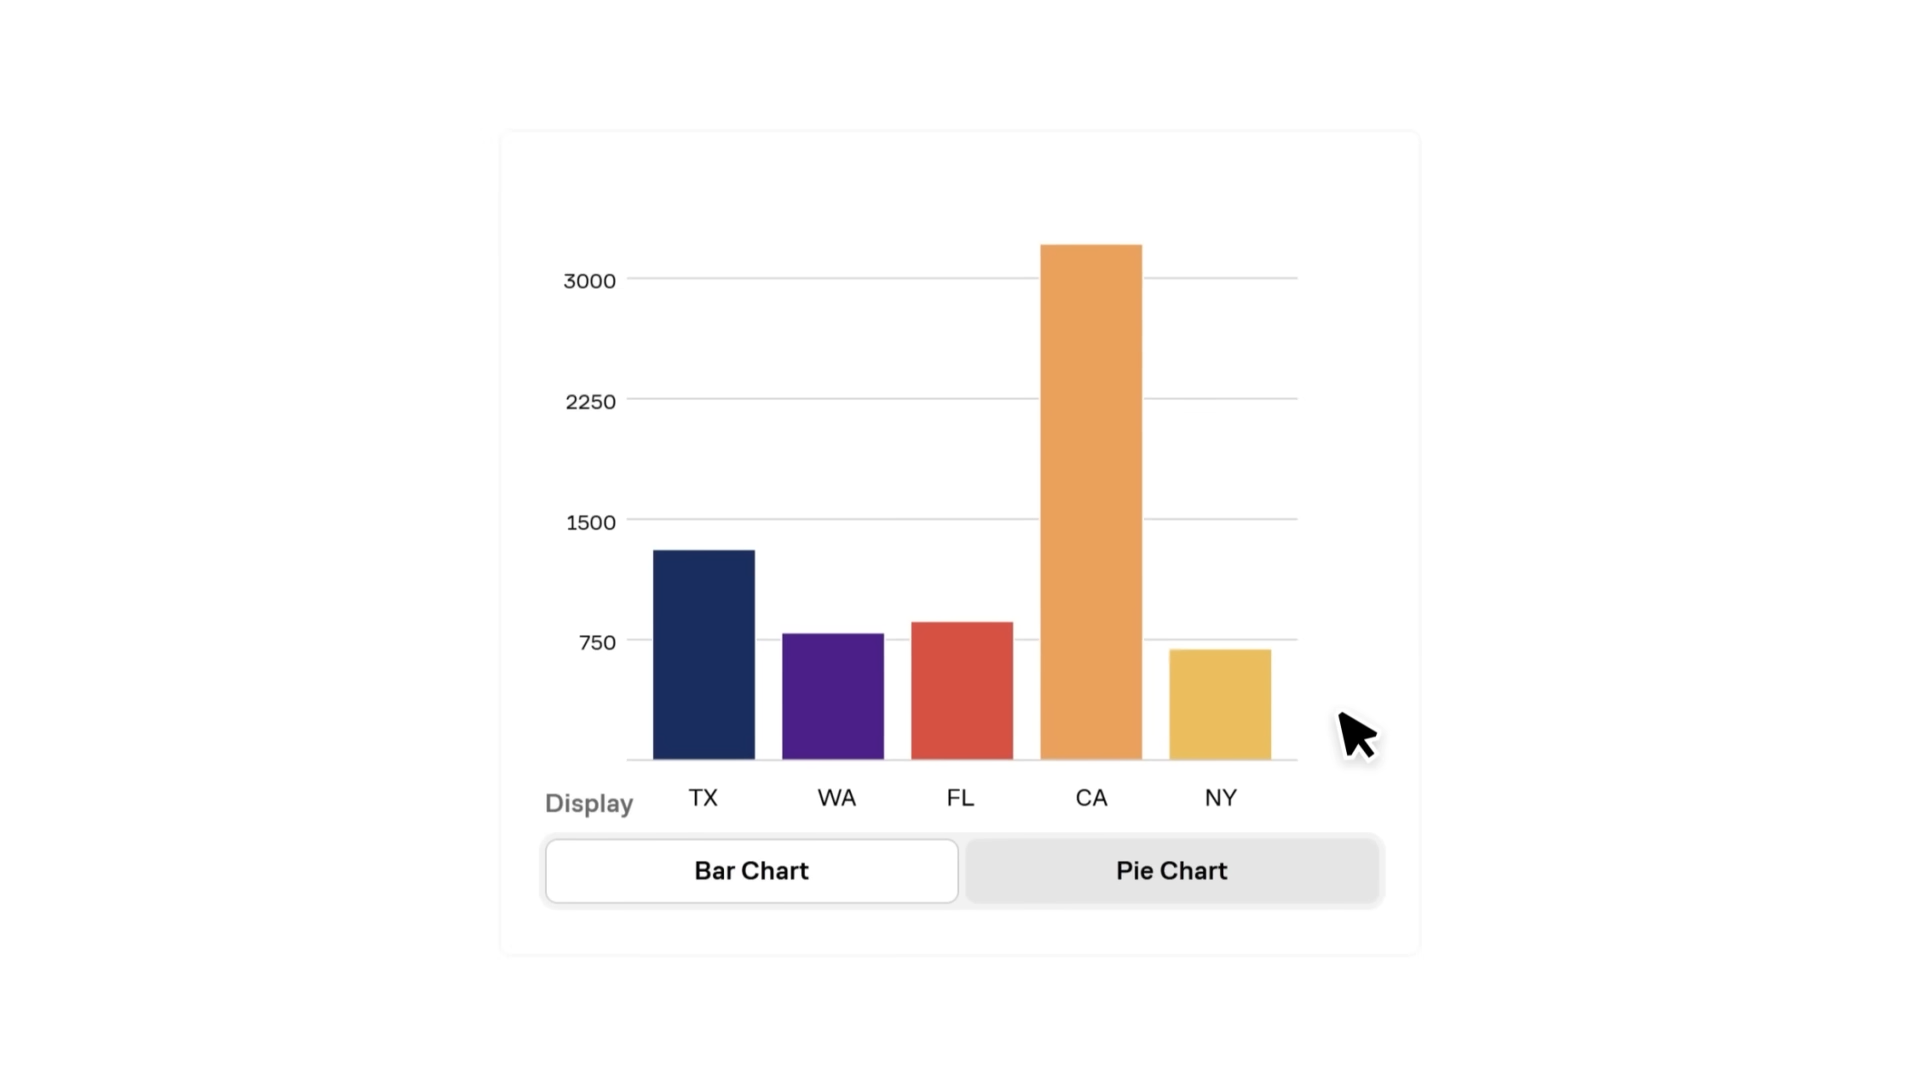 3000
2250
1500
750
TX WA FL CA NY
Display
Bar Chart Pie Chart